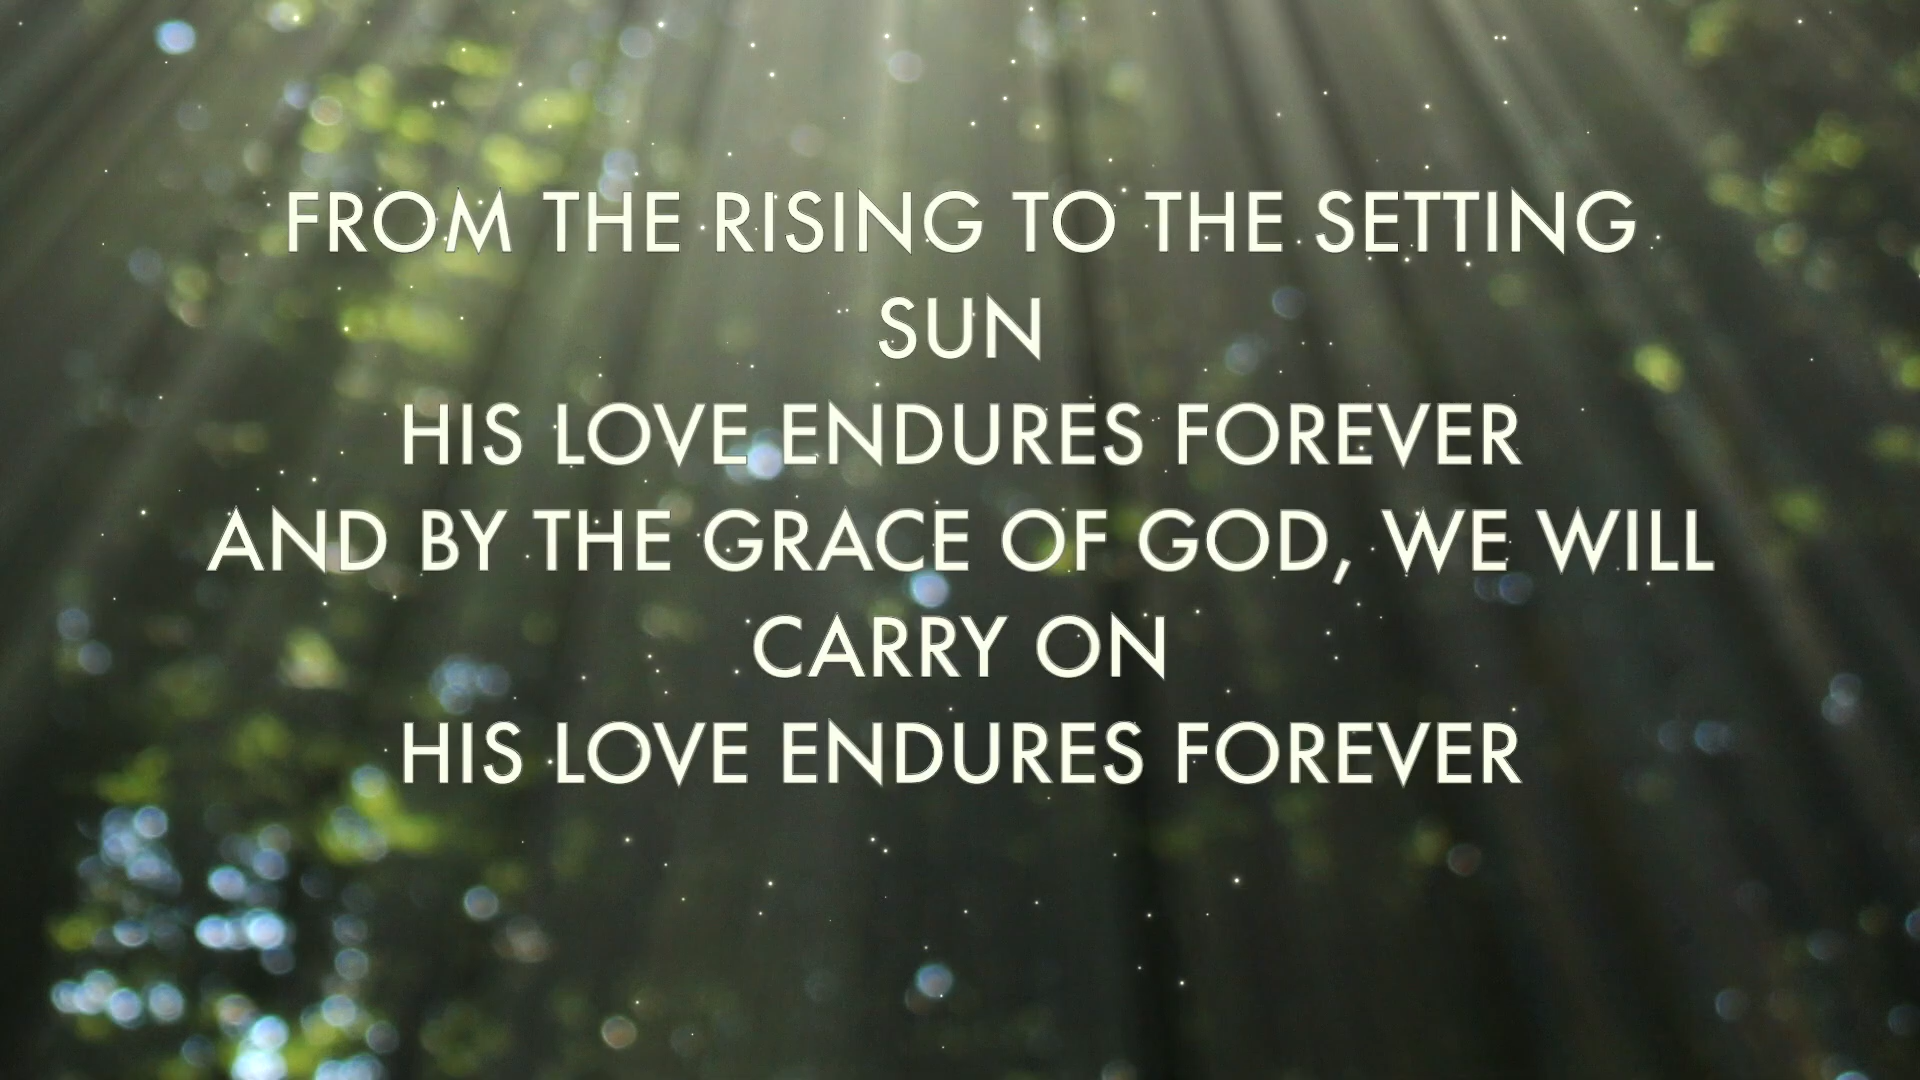 FROM THE RISING TO THE SETTING
SUN
HIS LOVE ENDURES FOREVER
AND BY THE GRACE OF GOD, WE WILL
CARRY ON
HIS LOVE ENDURES FOREVER